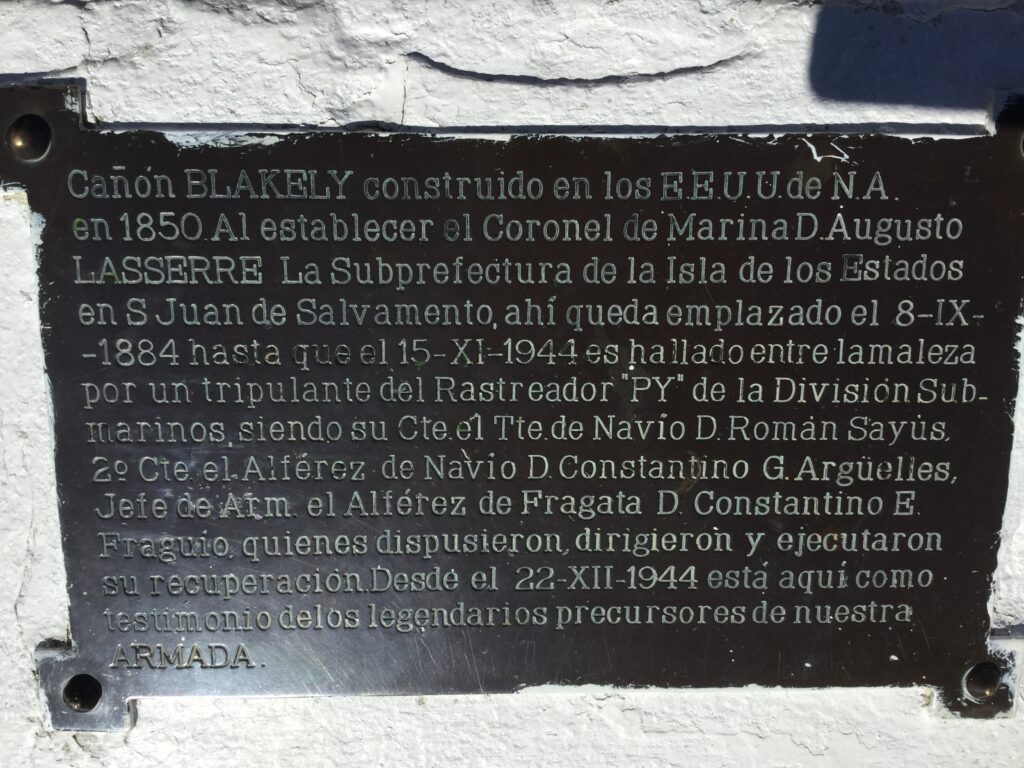 Cañón BLAKELY construido en los E.E.U.U. de N.A.
en 1850. Al establecer el Coronel de Marina D. Augusto
LASSERRE La Subprefectura de la Isla de los Estados
en S. Juan de Salvamento, ahí queda emplazado el 8-IX-
-1884 hasta que el 15-XI-1944 es hallado entre la maleza
por un tripulante del Rastreador "PY" de la División Sub-
marinos, siendo su Cte. el Tte. de Navío D. Román Sayús,
2º Cte. el Alférez de Navío D. Constantino G. Argüelles,
Jefe de Arm. el Alférez de Fragata D. Constantino E.
Fraguío, quienes dispusieron, dirigieron y ejecutaron
su recuperación. Desde el 22-XII-1944 está aquí como
testimonio de los legendarios precursores de nuestra
ARMADA.